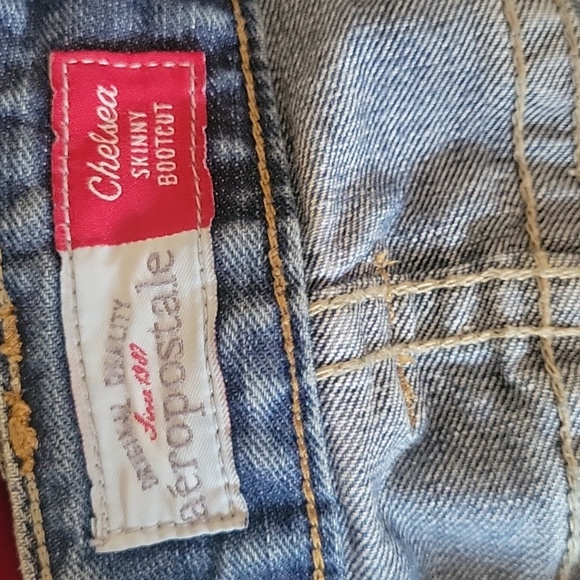 Chelsea
SKINNY
BOOTCUT
ORIGINAL QUALITY
Since 1987
aéropostale